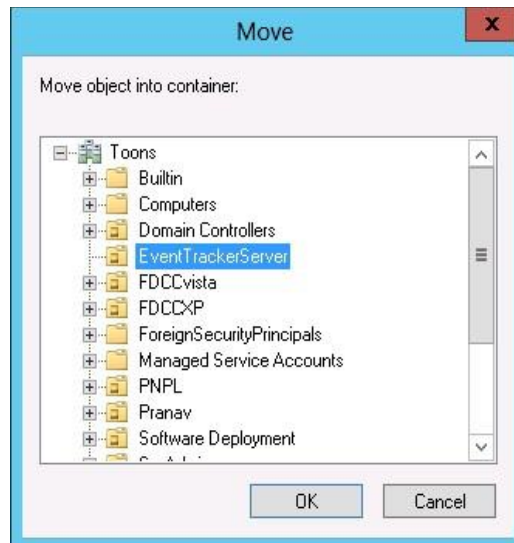 Move
x
Move object into container:
Toons
Builtin
Computers
Domain Controllers
EventTrackerServer
FDCCvista
FDCCXP
ForeignSecurityPrincipals
Managed Service Accounts
PNPL
Pranav
Software Deployment
OK Cancel